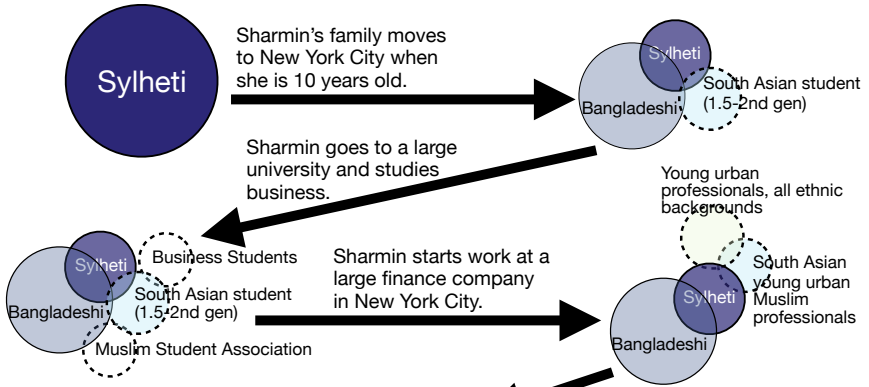 Sylheti
Sharmin's family moves
to New York City when
she is 10 years old.
Sylheti
South Asian student
(1.5-2nd gen)
Bangladeshi
Sharmin goes to a large
university and studies
business.
Young urban
professionals, all ethnic
backgrounds
Sylheti
Business Students
South Asian student
(1.5-2nd gen)
Bangladeshi
Muslim Student Association
Sharmin starts work at a
large finance company
in New York City.
South Asian
young urban
Muslim
professionals
Sylheti
Bangladeshi